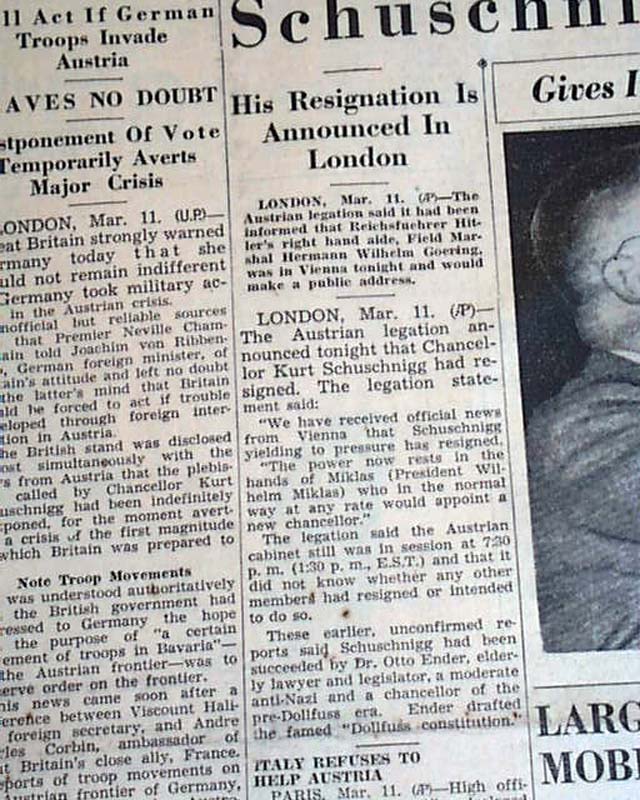 ll Act If German
Troops Invade
Austria
AVES NO DOUBT
stponement Of Vote
Temporarily Averts
Major Crisis
LONDON, Mar. 11. (U.P.)—
eat Britain strongly warned
rmany today that she
uld not remain indifferent
Germany took military ac-
in the Austrian crisis.
nofficial but reliable sources
that Premier Neville Cham-
ain told Joachim von Ribben-
, German foreign minister, of
ain's attitude and left no doubt
the latter's mind that Britain
ld be forced to act if trouble
eloped through foreign inter-
tion in Austria.
he British stand was disclosed
ost simultaneously with the
s from Austria that the plebis-
called by Chancellor Kurt
uschnigg had been indefinitely
poned, for the moment avert-
a crisis of the first magnitude
which Britain was prepared to
Note Troop Movements
was understood authoritatively
the British government had
ressed to Germany the hope
the purpose of "a certain
ement of troops in Bavaria"—
the Austrian frontier—was to
erve order on the frontier.
his news came soon after a
ference between Viscount Hali-
foreign secretary, and Andre
les Corbin, ambassador of
t Britain's close ally, France.
eports of troop movements on
Austrian frontier of Germany,
Schuschni
His Resignation Is
Announced In
London
LONDON, Mar. 11. (AP)—The
Austrian legation said it had been
informed that Reichsfuehrer Hit-
ler's right hand aide, Field Mar-
shal Hermann Wilhelm Goering,
was in Vienna tonight and would
make a public address.
LONDON, Mar. 11. (AP)—
The Austrian legation an-
nounced tonight that Chancel-
lor Kurt Schuschnigg had re-
signed. The legation state-
ment said:
"We have received official news
from Vienna that Schuschnigg
yielding to pressure has resigned.
"The power now rests in the
hands of Miklas (President Wil-
helm Miklas) who in the normal
way at any rate would appoint a
new chancellor."
The legation said the Austrian
cabinet still was in session at 7:30
p. m. (1:30 p. m., E.S.T.) and that it
did not know whether any other
members had resigned or intended
to do so.
These earlier, unconfirmed re-
ports said Schuschnigg had been
succeeded by Dr. Otto Ender, elder-
ly lawyer and legislator, a moderate
anti-Nazi and a chancellor of the
pre-Dollfuss era. Ender drafted
the famed "Dollfuss constitution."
ITALY REFUSES TO
HELP AUSTRIA
PARIS, Mar. 11. (AP)—High offi-
Gives I
LARG
MOBI